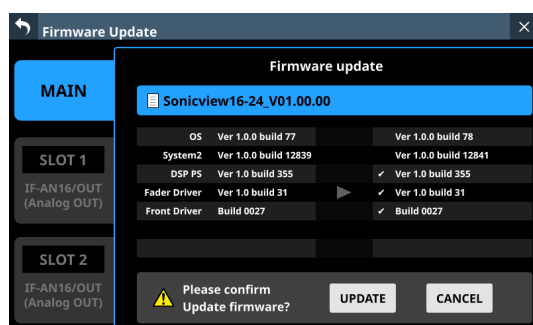 Firmware Update
Firmware update
MAIN
Sonicview16-24_V01.00.00
OS Ver 1.0.0 build 77 Ver 1.0.0 build 78
System2 Ver 1.0.0 build 12839 Ver 1.0.0 build 12841
DSP PS Ver 1.0 build 355 ✔ Ver 1.0 build 355
Fader Driver Ver 1.0 build 31 ✔ Ver 1.0 build 31
Front Driver Build 0027 ✔ Build 0027
SLOT 1
IF-AN16/OUT
(Analog OUT)
SLOT 2
IF-AN16/OUT
(Analog OUT)
Please confirm
Update firmware?
UPDATE
CANCEL